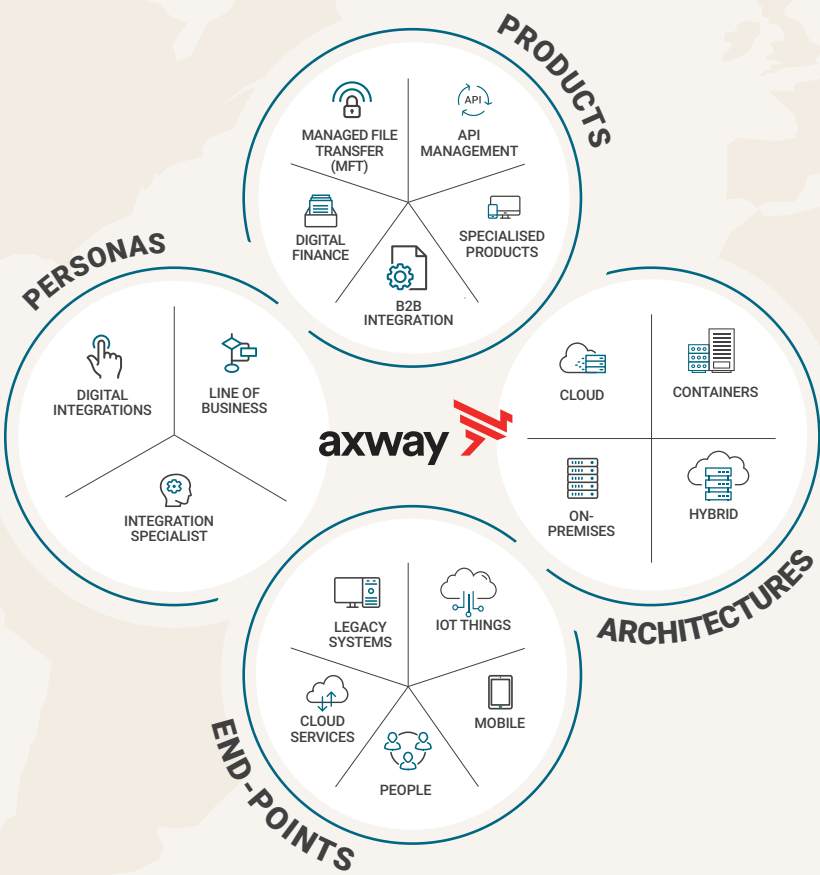 PRODUCTS
MANAGED FILE
TRANSFER
(MFT)
API
API
MANAGEMENT
DIGITAL
FINANCE
SPECIALISED
PRODUCTS
B2B
INTEGRATION
PERSONAS
DIGITAL
INTEGRATIONS
LINE OF
BUSINESS
INTEGRATION
SPECIALIST
axway
CLOUD
CONTAINERS
ON-
PREMISES
HYBRID
ARCHITECTURES
LEGACY
SYSTEMS
IOT THINGS
CLOUD
SERVICES
MOBILE
PEOPLE
END-POINTS